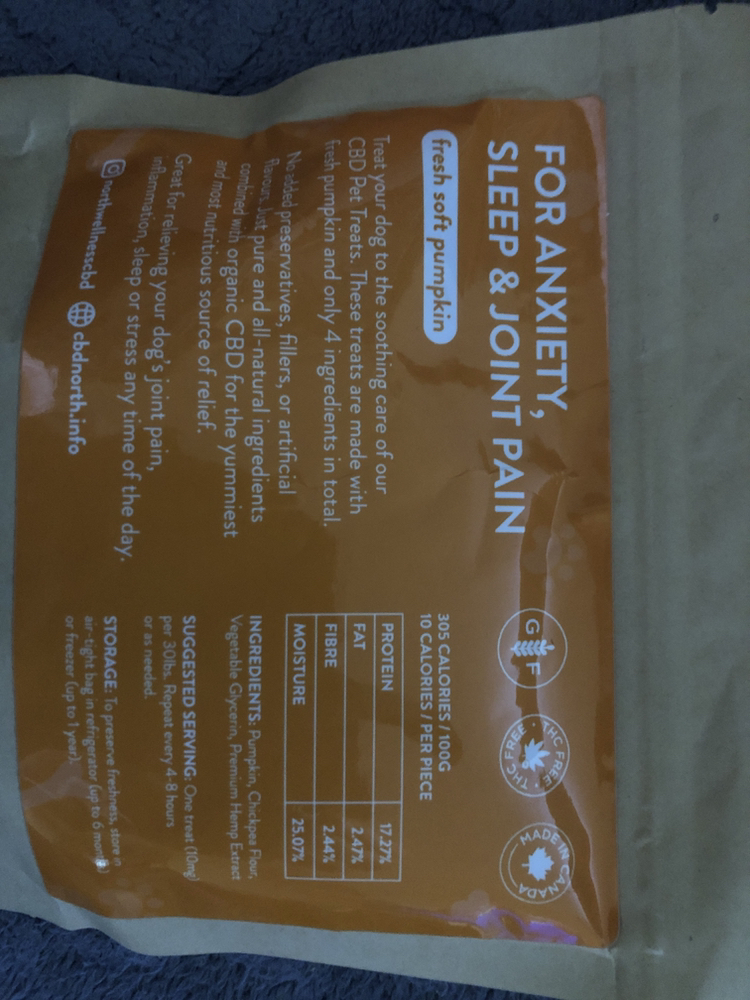 FOR ANXIETY,
SLEEP & JOINT PAIN
fresh soft pumpkin
Treat your dog to the soothing care of our
CBD Pet Treats. These treats are made with
fresh pumpkin and only 4 ingredients in total.
No added preservatives, fillers, or artificial
flavours. Just pure and all-natural ingredients
combined with organic CBD for the yummiest
and most nutritious source of relief.
Great for relieving your dog's joint pain,
inflammation, sleep or stress any time of the day.
northwellnesscbd cbdnorth.info
G F
THC FREE • THC FREE •
MADE IN CANADA
305 CALORIES / 100G
10 CALORIES / PER PIECE
PROTEIN 17.27%
FAT 2.47%
FIBRE 2.44%
MOISTURE 25.07%
INGREDIENTS: Pumpkin, Chickpea Flour,
Vegetable Glycerin, Premium Hemp Extract
SUGGESTED SERVING: One treat (10mg)
per 30lbs. Repeat every 4-8 hours
or as needed.
STORAGE: To preserve freshness, store in
air-tight bag in refrigerator (up to 6 months)
or freezer (up to 1 year).